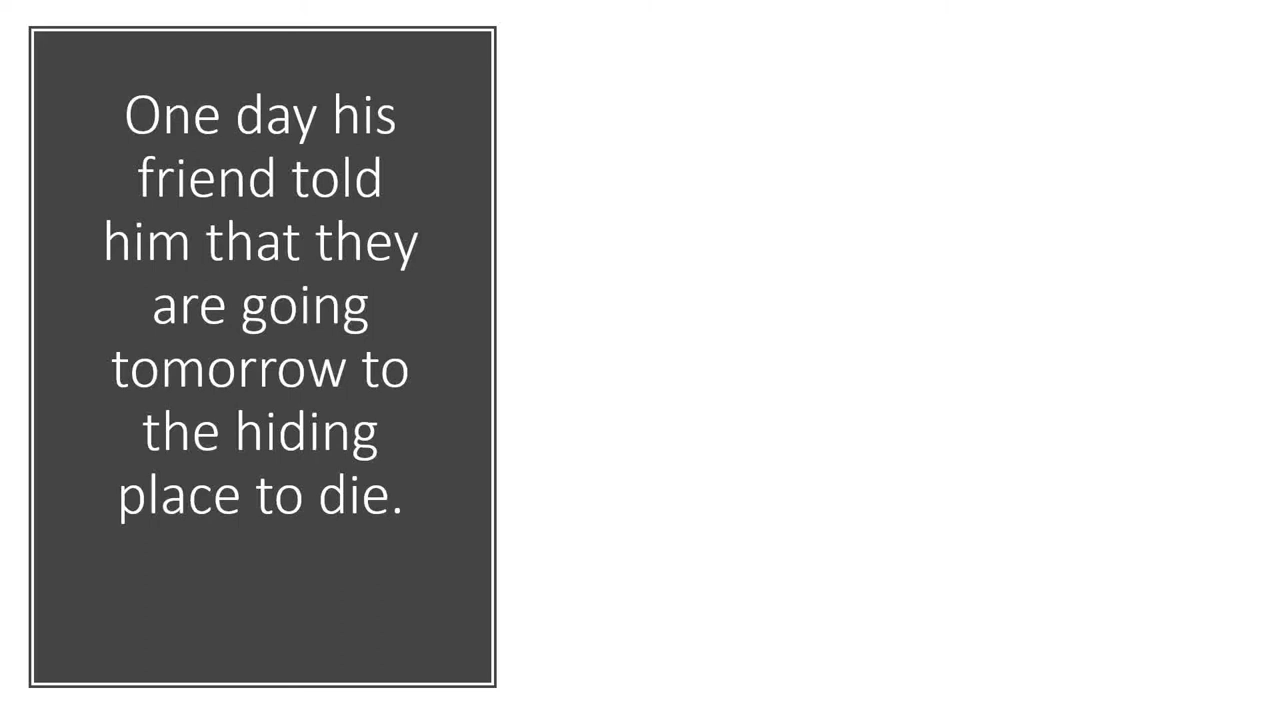 One day his
friend told
him that they
are going
tomorrow to
the hiding
place to die.